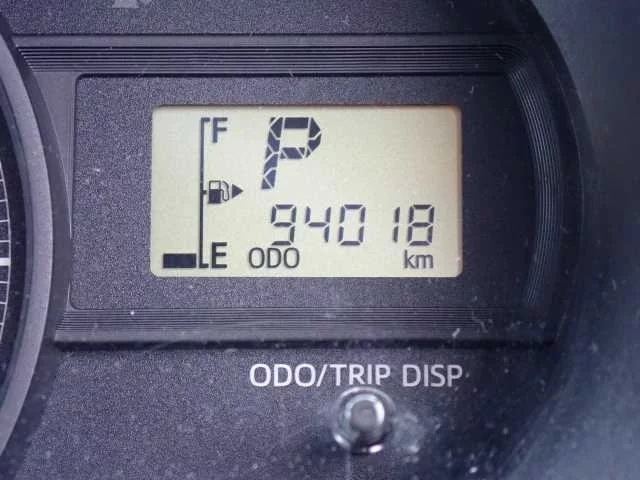 F P
94018
E ODO km
ODO/TRIP DISP